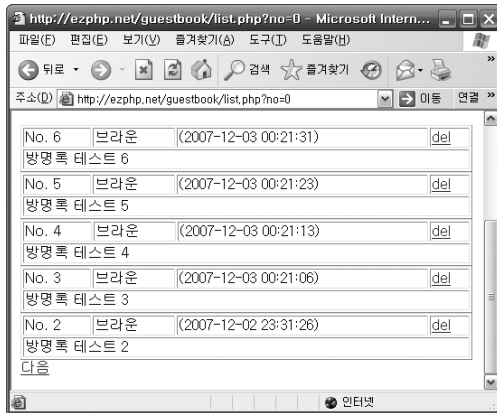 http://ezphp.net/guestbook/list.php?no=0 - Microsoft Intern...
파일(F) 편집(E) 보기(V) 즐겨찾기(A) 도구(T) 도움말(H)
뒤로 검색 즐겨찾기 »
주소(D) http://ezphp.net/guestbook/list.php?no=0 이동 연결 »
No. 6 브라운 (2007-12-03 00:21:31) del
방명록 테스트 6
No. 5 브라운 (2007-12-03 00:21:23) del
방명록 테스트 5
No. 4 브라운 (2007-12-03 00:21:13) del
방명록 테스트 4
No. 3 브라운 (2007-12-03 00:21:06) del
방명록 테스트 3
No. 2 브라운 (2007-12-02 23:31:26) del
방명록 테스트 2
다음
인터넷